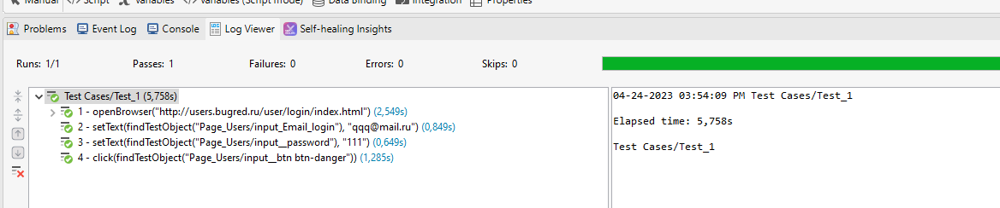 Manual </> Script Variables </> Variables (Script mode) Data Binding Integration Properties
Problems Event Log Console Log Viewer Self-healing Insights
Runs: 1/1 Passes: 1 Failures: 0 Errors: 0 Skips: 0
Test Cases/Test_1 (5,758s)
1 - openBrowser("http://users.bugred.ru/user/login/index.html") (2,549s)
2 - setText(findTestObject("Page_Users/input_Email_login"), "qqq@mail.ru") (0,849s)
3 - setText(findTestObject("Page_Users/input__password"), "111") (0,649s)
4 - click(findTestObject("Page_Users/input__btn btn-danger")) (1,285s)
04-24-2023 03:54:09 PM Test Cases/Test_1
Elapsed time: 5,758s
Test Cases/Test_1